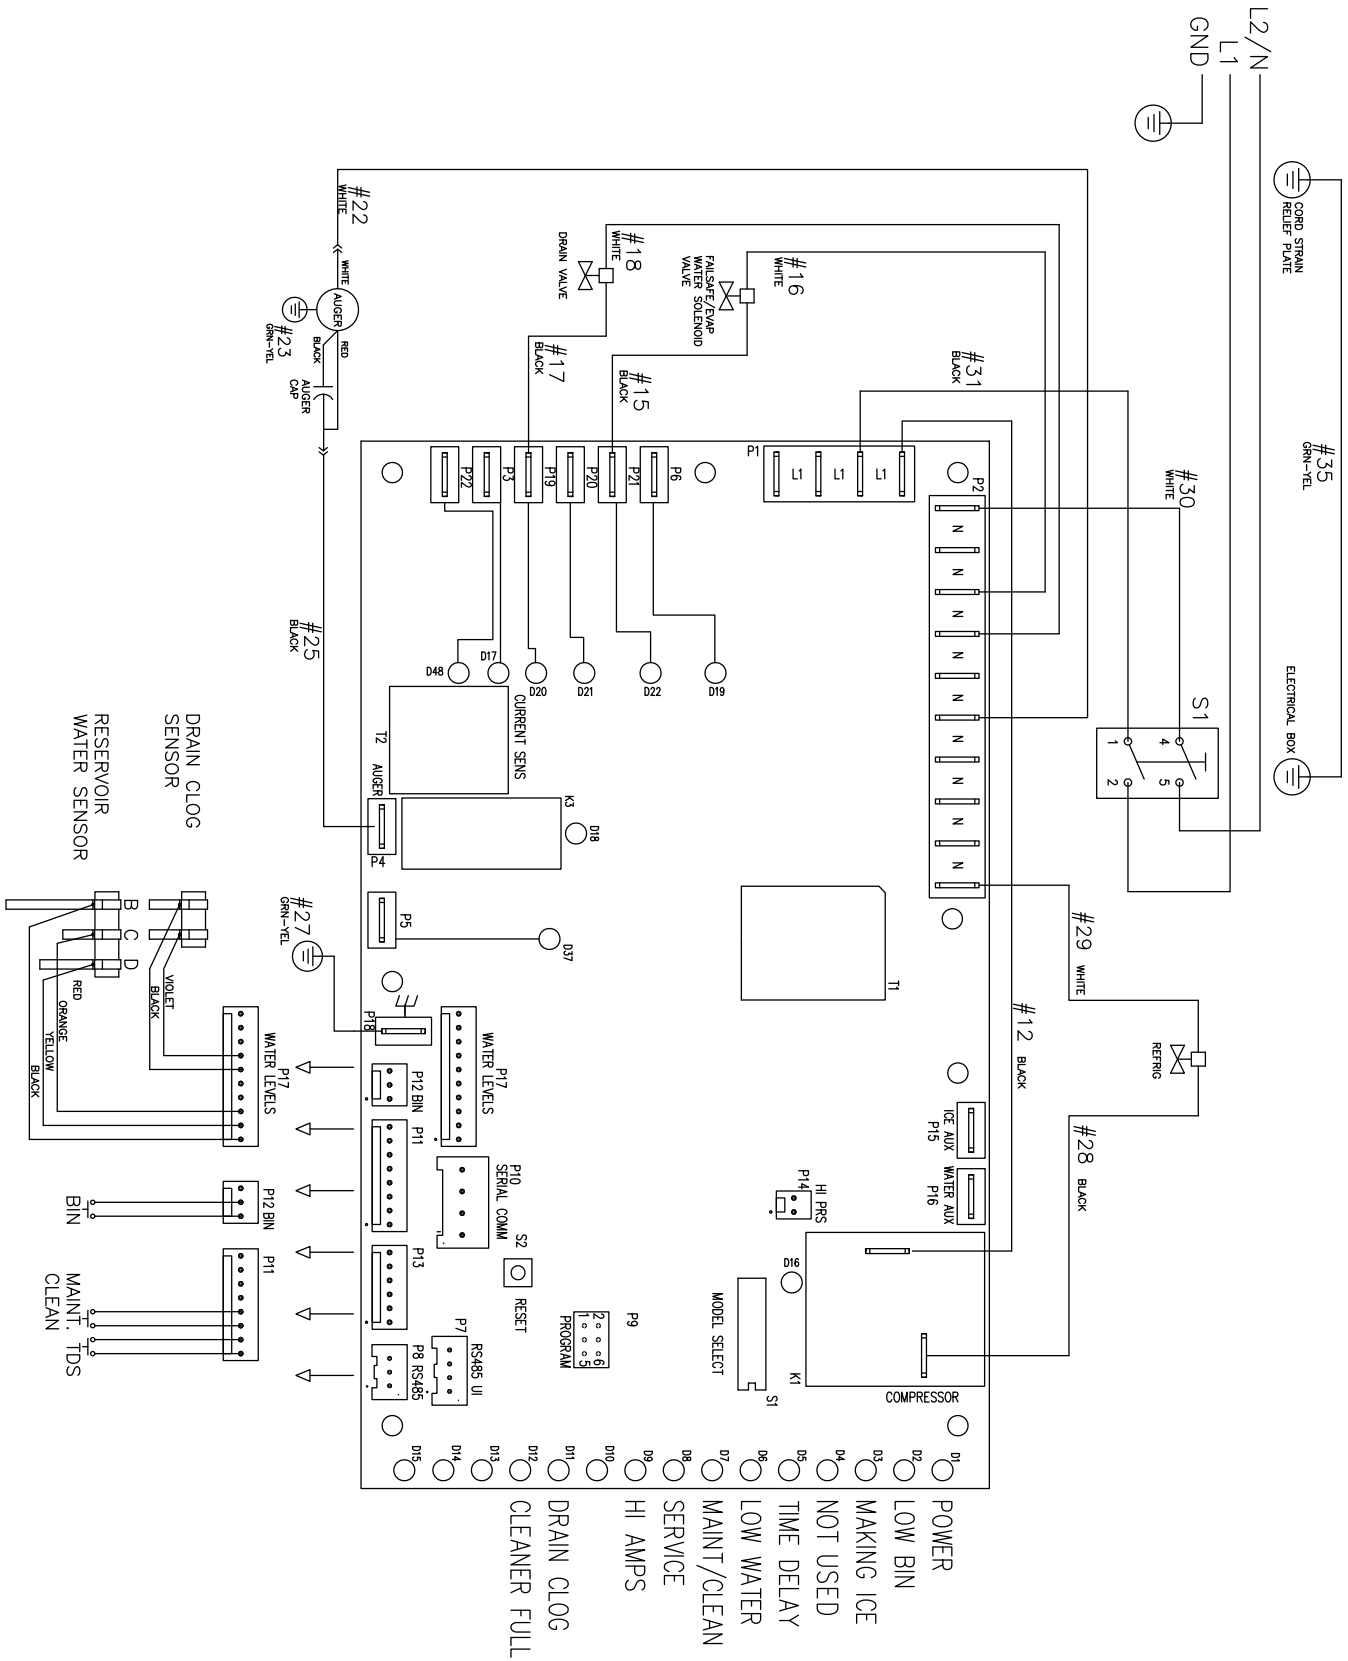 L2/N
L1
GND
CORD STRAIN
RELIEF PLATE
#35
GRN-YEL
ELECTRICAL BOX
#30
WHITE
S1
1
4
2
5
#31
BLACK
#29
WHITE
REFRIG
#28
BLACK
#12
BLACK
#22
WHITE
WHITE
AUGER
#23
GRN-YEL
RED
BLACK
AUGER
CAP
#25
BLACK
#18
WHITE
DRAIN VALVE
#17
BLACK
#16
WHITE
FAILSAFE/EVAP
WATER SOLENOID
VALVE
#15
BLACK
P2
N
N
N
N
N
N
N
N
N
P1
L1
L1
L1
P6
P21
P20
P19
P3
P22
D19
D22
D21
D20
D17
D48
CURRENT SENS
T2
AUGER
P4
K3
D18
P5
D37
T1
#27
GRN-YEL
P18
P17
WATER LEVELS
P12 BIN
P11
P10
SERIAL COMM
P13
P8 RS485
P7
RS485 UI
S2
RESET
P9
2
6
1
5
PROGRAM
P14
HI PRS
ICE AUX
P15
WATER AUX
P16
D16
MODEL SELECT
S1
K1
COMPRESSOR
D1
POWER
D2
LOW BIN
D3
MAKING ICE
D4
NOT USED
D5
TIME DELAY
D6
LOW WATER
D7
MAINT/CLEAN
D8
SERVICE
D9
HI AMPS
D10
D11
DRAIN CLOG
D12
CLEANER FULL
D13
D14
D15
DRAIN CLOG
SENSOR
RESERVOIR
WATER SENSOR
B
C
D
VIOLET
BLACK
RED
ORANGE
YELLOW
BLACK
P17
WATER LEVELS
P12 BIN
BIN
P11
MAINT. TDS
CLEAN